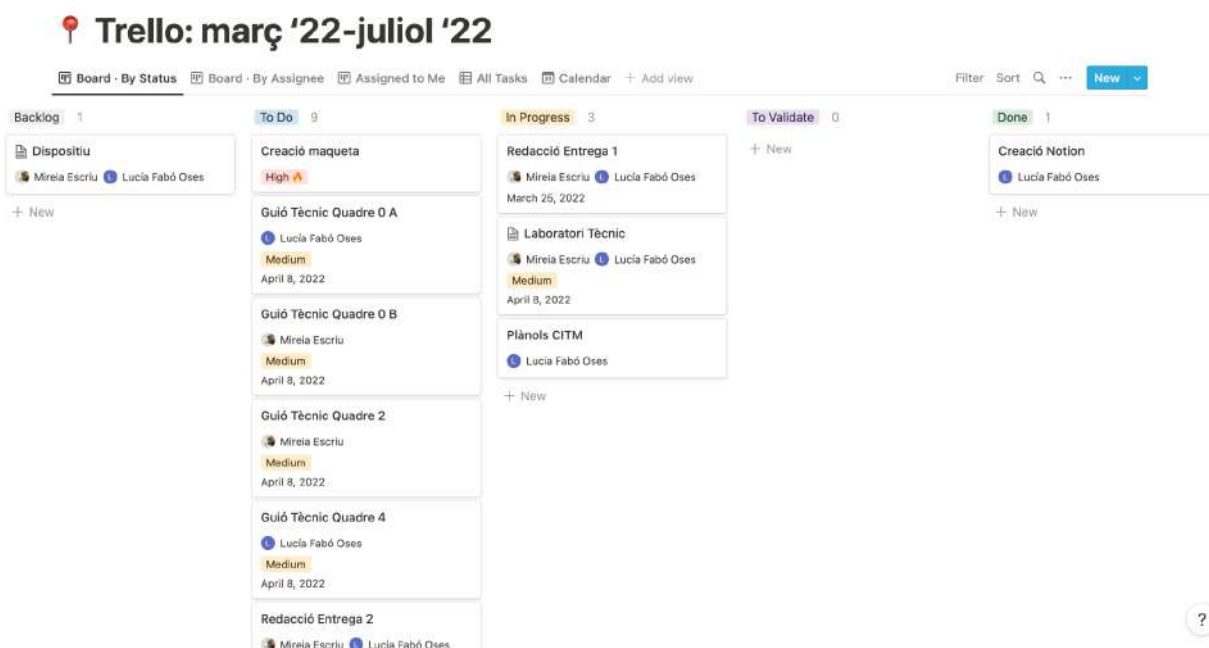 Trello: març ‘22-juliol ‘22
Board · By Status Board · By Assignee Assigned to Me All Tasks Calendar + Add view Filter Sort ··· New
Backlog 1
Dispositiu
Mireia Escriu L Lucía Fabó Oses
+ New
To Do 9
Creació maqueta
High
Guió Tècnic Quadre 0 A
L Lucía Fabó Oses
Medium
April 8, 2022
Guió Tècnic Quadre 0 B
Mireia Escriu
Medium
April 8, 2022
Guió Tècnic Quadre 2
Mireia Escriu
Medium
April 8, 2022
Guió Tècnic Quadre 4
L Lucía Fabó Oses
Medium
April 8, 2022
Redacció Entrega 2
Mireia Escriu L Lucía Fabó Oses
In Progress 3
Redacció Entrega 1
Mireia Escriu L Lucía Fabó Oses
March 25, 2022
Laboratori Tècnic
Mireia Escriu L Lucía Fabó Oses
Medium
April 8, 2022
Plànols CITM
L Lucía Fabó Oses
+ New
To Validate 0
+ New
Done 1
Creació Notion
L Lucía Fabó Oses
+ New
?